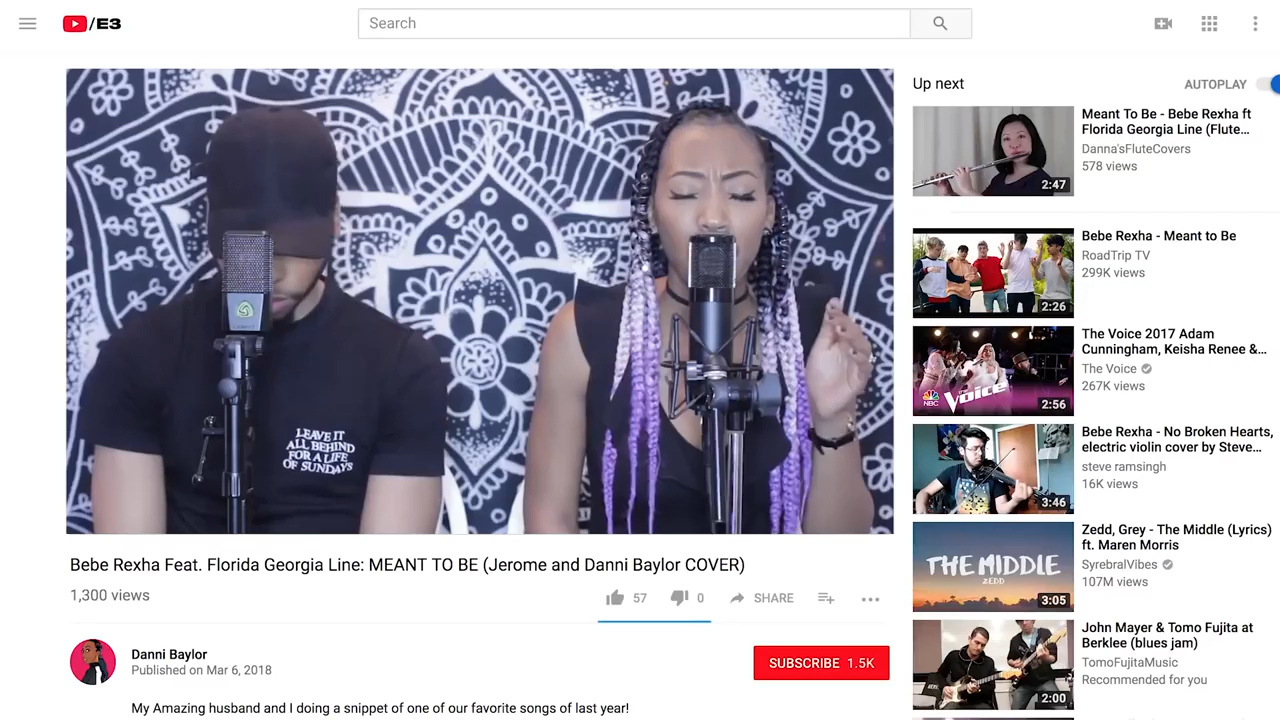 /E3
Search
LEAVE IT
ALL BEHIND
FOR A LIFE
OF SUNDAYS
Bebe Rexha Feat. Florida Georgia Line: MEANT TO BE (Jerome and Danni Baylor COVER)
1,300 views
57
0
SHARE
Danni Baylor
Published on Mar 6, 2018
SUBSCRIBE 1.5K
My Amazing husband and I doing a snippet of one of our favorite songs of last year!
Up next
AUTOPLAY
2:47
Meant To Be - Bebe Rexha ft
Florida Georgia Line (Flute...
Danna'sFluteCovers
578 views
2:26
Bebe Rexha - Meant to Be
RoadTrip TV
299K views
NBC
The Voice
2:56
The Voice 2017 Adam
Cunningham, Keisha Renee &...
The Voice
267K views
3:46
Bebe Rexha - No Broken Hearts,
electric violin cover by Steve...
steve ramsingh
16K views
THE MIDDLE
ZEDD
3:05
Zedd, Grey - The Middle (Lyrics)
ft. Maren Morris
SyrebralVibes
107M views
2:00
John Mayer & Tomo Fujita at
Berklee (blues jam)
TomoFujitaMusic
Recommended for you